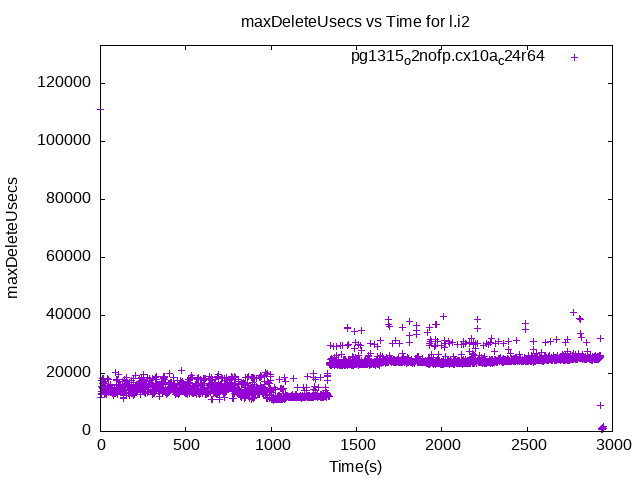 maxDeleteUsecs vs Time for l.i2
pg1315o2nofp.cx10ac24r64
120000
100000
80000
60000
40000
20000
0
maxDeleteUsecs
0 500 1000 1500 2000 2500 3000
Time(s)